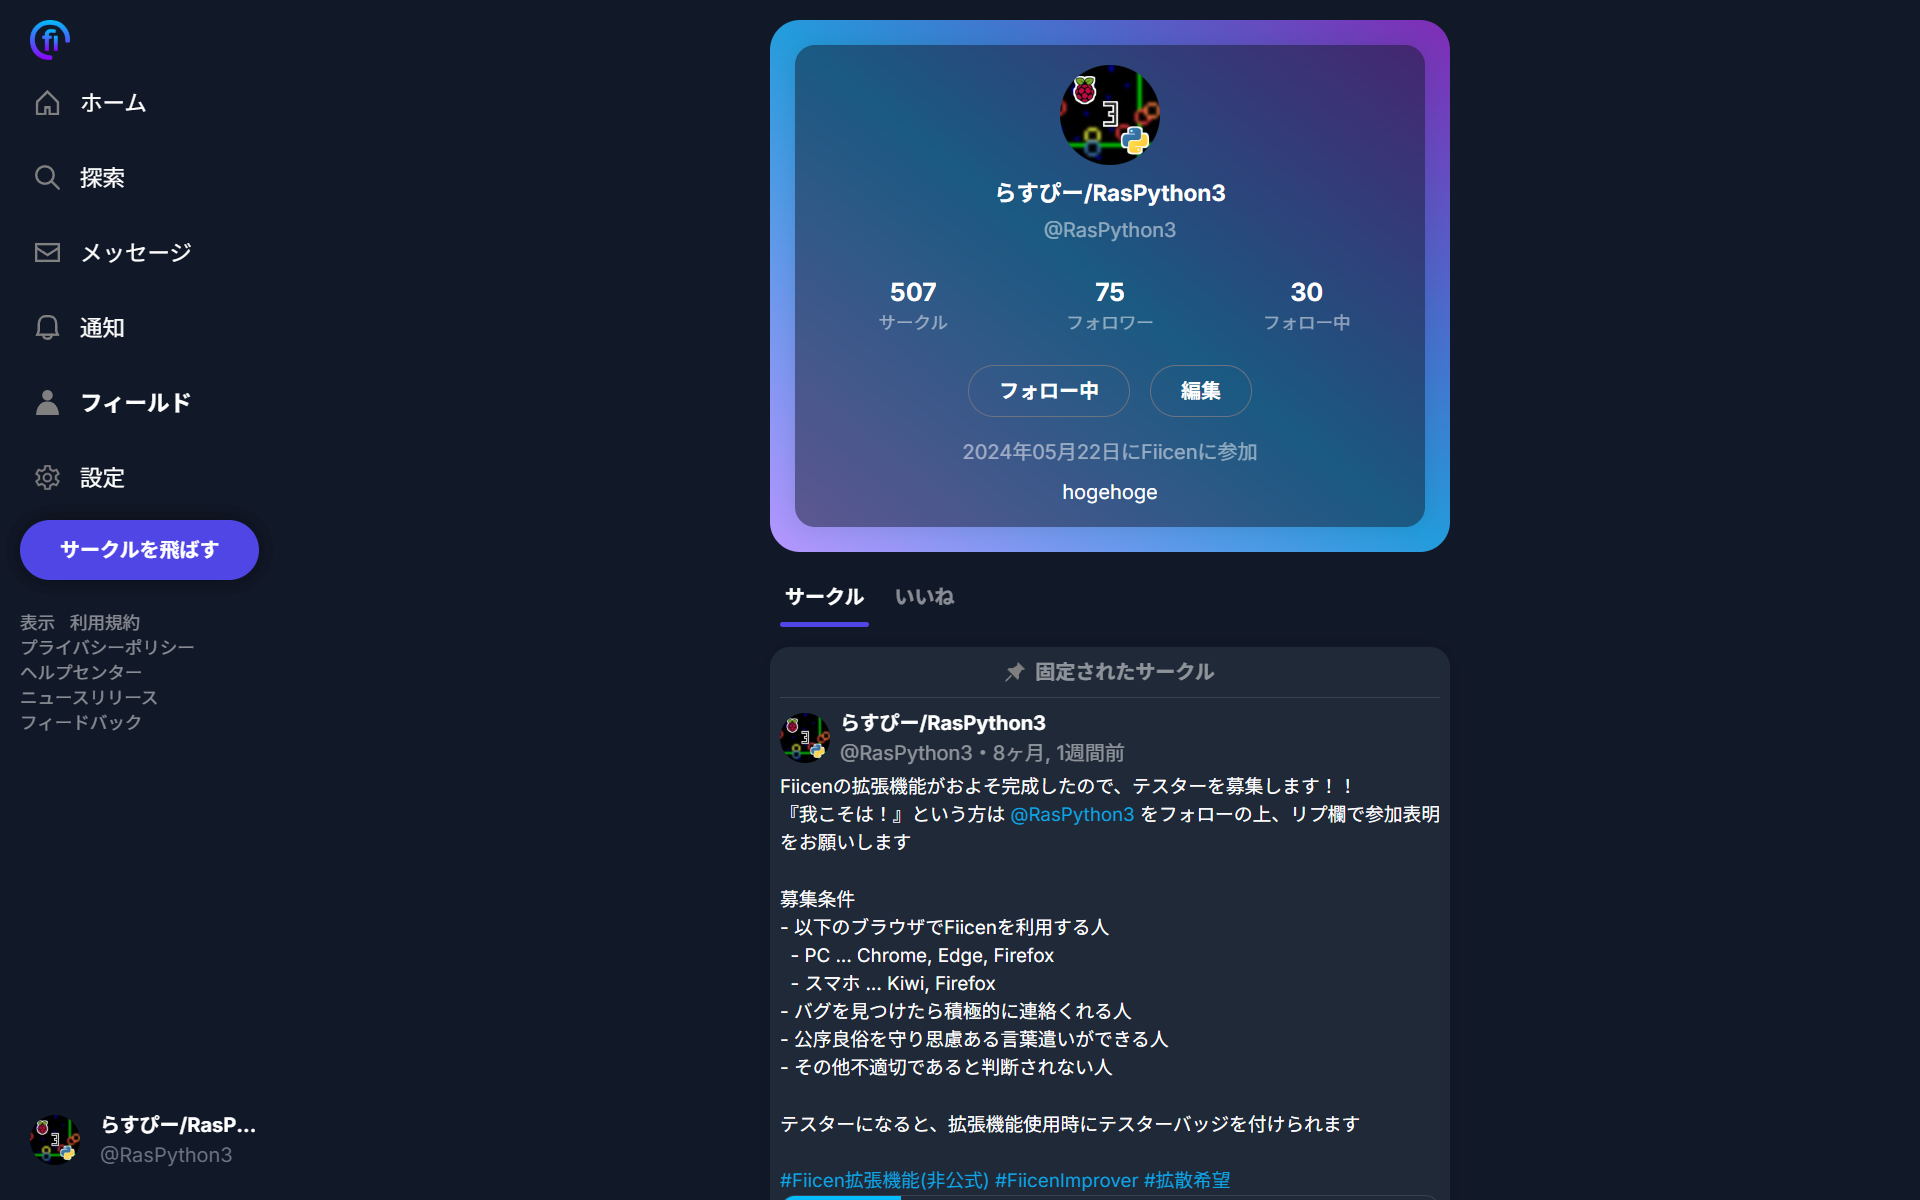 fi
ホーム
探索
メッセージ
通知
フィールド
設定
サークルを飛ばす
表示 利用規約
プライバシーポリシー
ヘルプセンター
ニュースリリース
フィードバック
らすぴー/RasP...
@RasPython3
3
8
らすぴー/RasPython3
@RasPython3
507
サークル
75
フォロワー
30
フォロー中
フォロー中
編集
2024年05月22日にFiicenに参加
hogehoge
サークル いいね
固定されたサークル
らすぴー/RasPython3
@RasPython3・8ヶ月, 1週間前
Fiicenの拡張機能がおよそ完成したので、テスターを募集します！！
『我こそは！』という方は @RasPython3 をフォローの上、リプ欄で参加表明
をお願いします
募集条件
- 以下のブラウザでFiicenを利用する人
- PC ... Chrome, Edge, Firefox
- スマホ ... Kiwi, Firefox
- バグを見つけたら積極的に連絡くれる人
- 公序良俗を守り思慮ある言葉遣いができる人
- その他不適切であると判断されない人
テスターになると、拡張機能使用時にテスターバッジを付けられます
#Fiicen拡張機能(非公式) #FiicenImprover #拡散希望